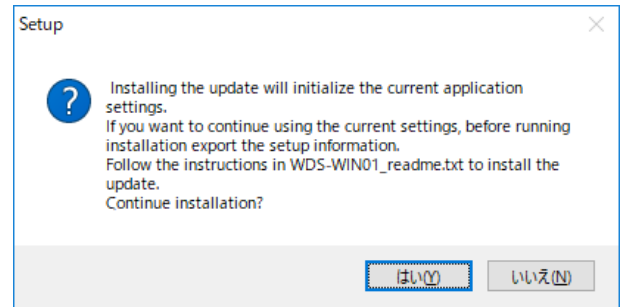 Setup
Installing the update will initialize the current application
settings.
If you want to continue using the current settings, before running
installation export the setup information.
Follow the instructions in WDS-WIN01_readme.txt to install the
update.
Continue installation?
はい(Y)
いいえ(N)